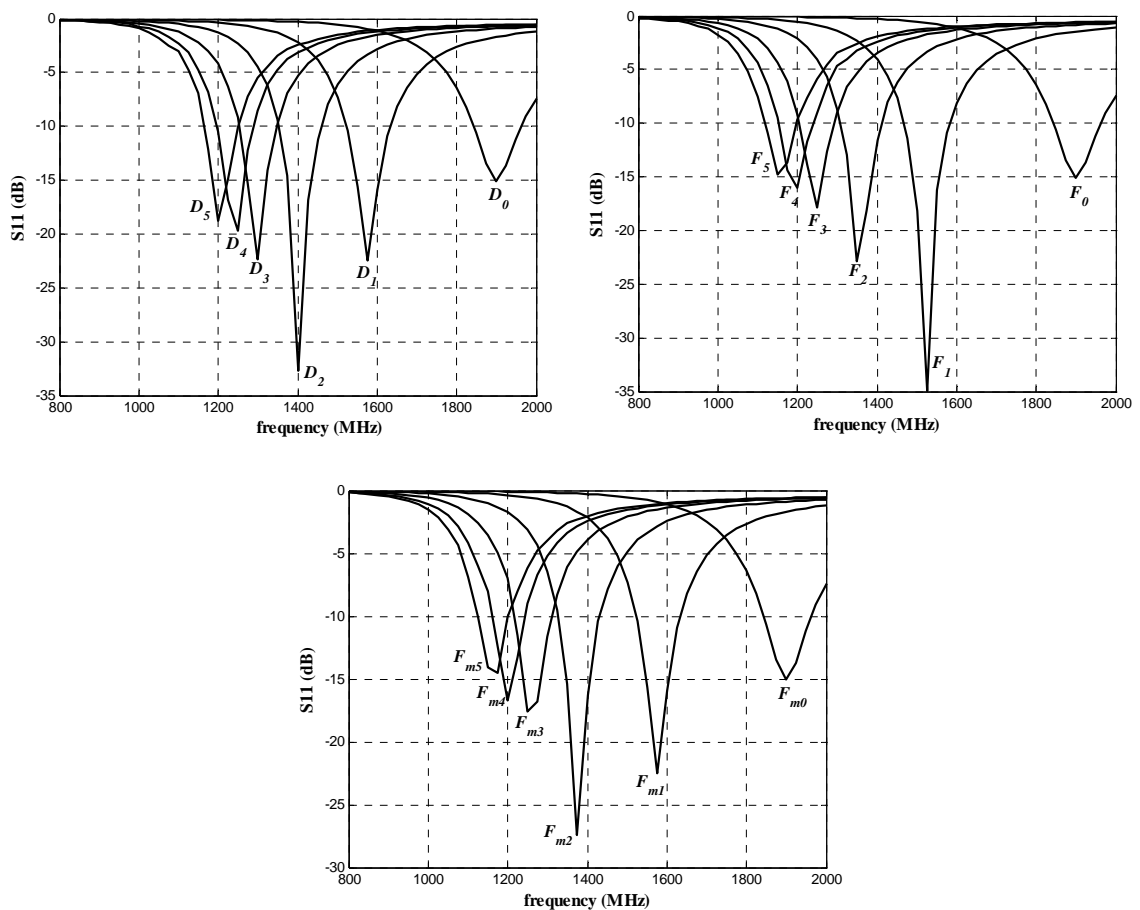 0
-5
-10
-15
-20
-25
-30
-35
S11 (dB)
D5
D4
D3
D2
D1
D0
800 1000 1200 1400 1600 1800 2000
frequency (MHz)
0
-5
-10
-15
-20
-25
-30
-35
S11 (dB)
F5
F4
F3
F2
F1
F0
800 1000 1200 1400 1600 1800 2000
frequency (MHz)
0
-5
-10
-15
-20
-25
-30
S11 (dB)
Fm5
Fm4
Fm3
Fm2
Fm1
Fm0
800 1000 1200 1400 1600 1800 2000
frequency (MHz)